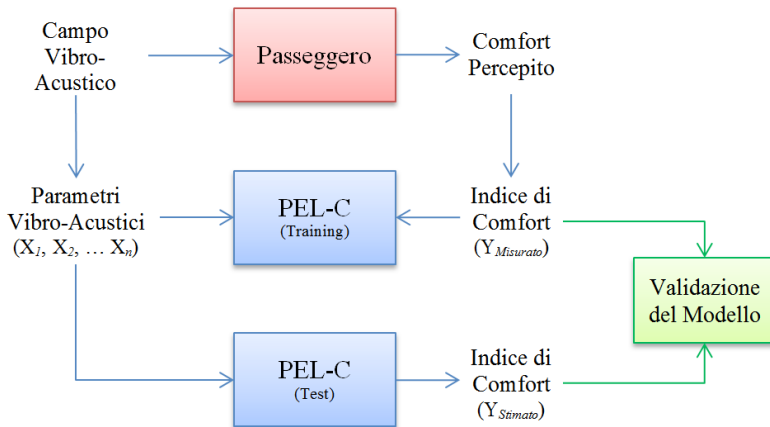 Campo
Vibro-
Acustico
Passeggero
Comfort
Percepito
Parametri
Vibro-Acustici
(X1, X2, … Xn)
PEL-C
(Training)
Indice di
Comfort
(YMisurato)
Validazione
del Modello
PEL-C
(Test)
Indice di
Comfort
(YStimato)